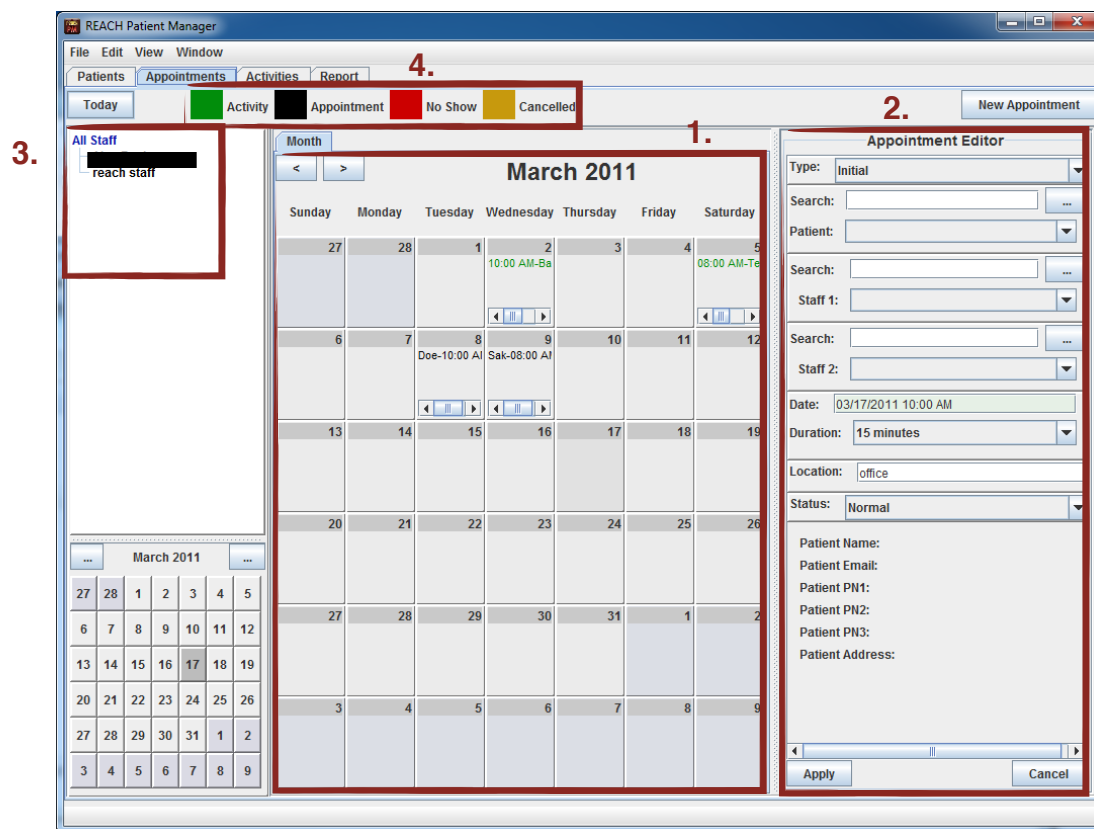 REACH Patient Manager
File Edit View Window
4.
Patients Appointments Activities Report
Today Activity Appointment No Show Cancelled New Appointment
2.
3.
1.
All Staff
reach staff
Month
< >
March 2011
Sunday Monday Tuesday Wednesday Thursday Friday Saturday
27 28 1 2 3 4 5
10:00 AM-Ba 08:00 AM-Te
6 7 8 9 10 11 12
Doe-10:00 Al Sak-08:00 Al
13 14 15 16 17 18 19
20 21 22 23 24 25 26
27 28 29 30 31 1 2
3 4 5 6 7 8 9
... March 2011 ...
27 28 1 2 3 4 5
6 7 8 9 10 11 12
13 14 15 16 17 18 19
20 21 22 23 24 25 26
27 28 29 30 31 1 2
3 4 5 6 7 8 9
Appointment Editor
Type: Initial
Search: ...
Patient:
Search: ...
Staff 1:
Search: ...
Staff 2:
Date: 03/17/2011 10:00 AM
Duration: 15 minutes
Location: office
Status: Normal
Patient Name:
Patient Email:
Patient PN1:
Patient PN2:
Patient PN3:
Patient Address:
Apply Cancel